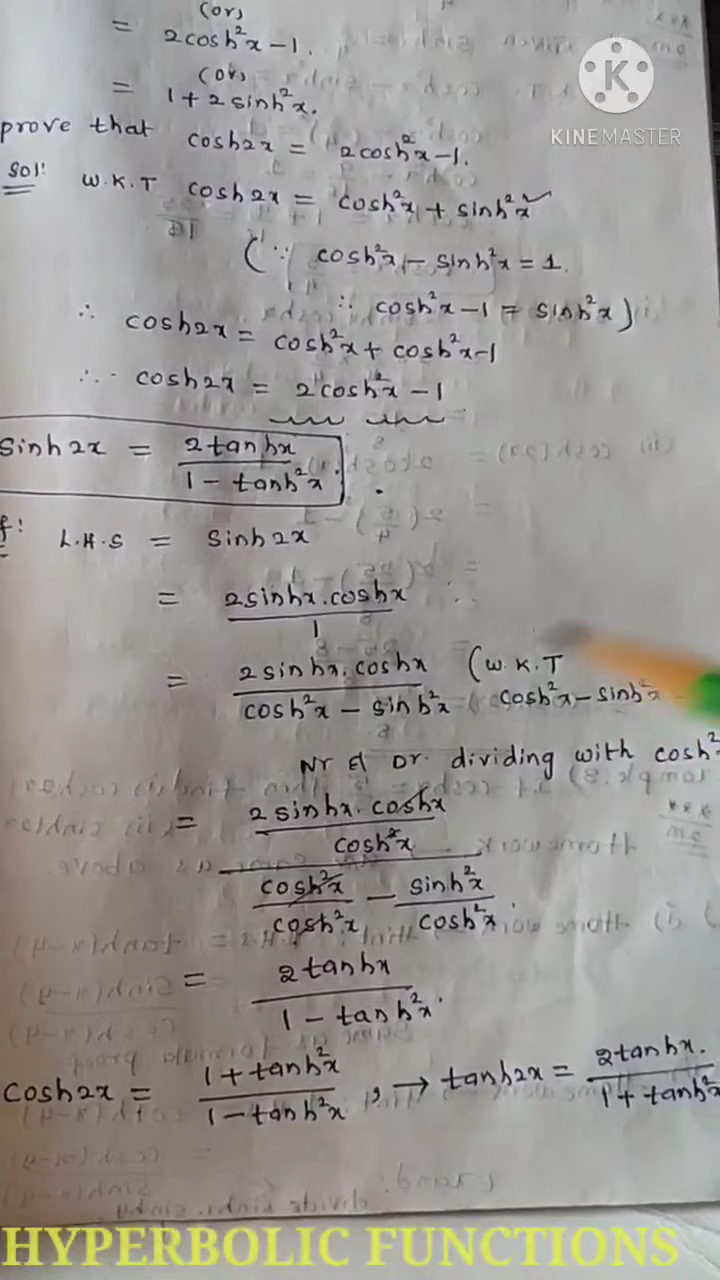 (or)
= 2cosh²x - 1.
(or)
= 1 + 2 sinh²x.
KINEMASTER
prove that cosh2x = 2cosh²x - 1.
Sol: W.K.T cosh2x = cosh²x + sinh²x
(∵ cosh²x - sinh²x = 1.
∴ cosh²x - 1 = sinh²x)
∴ cosh2x = cosh²x + cosh²x - 1
∴ cosh2x = 2cosh²x - 1
sinh2x = 2tanhx / 1 - tanh²x.
f: L.H.S = sinh2x
= 2sinhx.coshx / 1
= 2sinhx.coshx / cosh²x - sinh²x (W.K.T
cosh²x - sinh²x
Nr & Dr. dividing with cosh²
= 2sinhx.coshx / cosh²x
cosh²x / cosh²x - sinh²x / cosh²x.
= 2tanhx / 1 - tanh²x.
cosh2x = 1 + tanh²x / 1 - tanh²x, → tanh2x = 2tanhx. / 1 + tanh²x
HYPERBOLIC FUNCTIONS